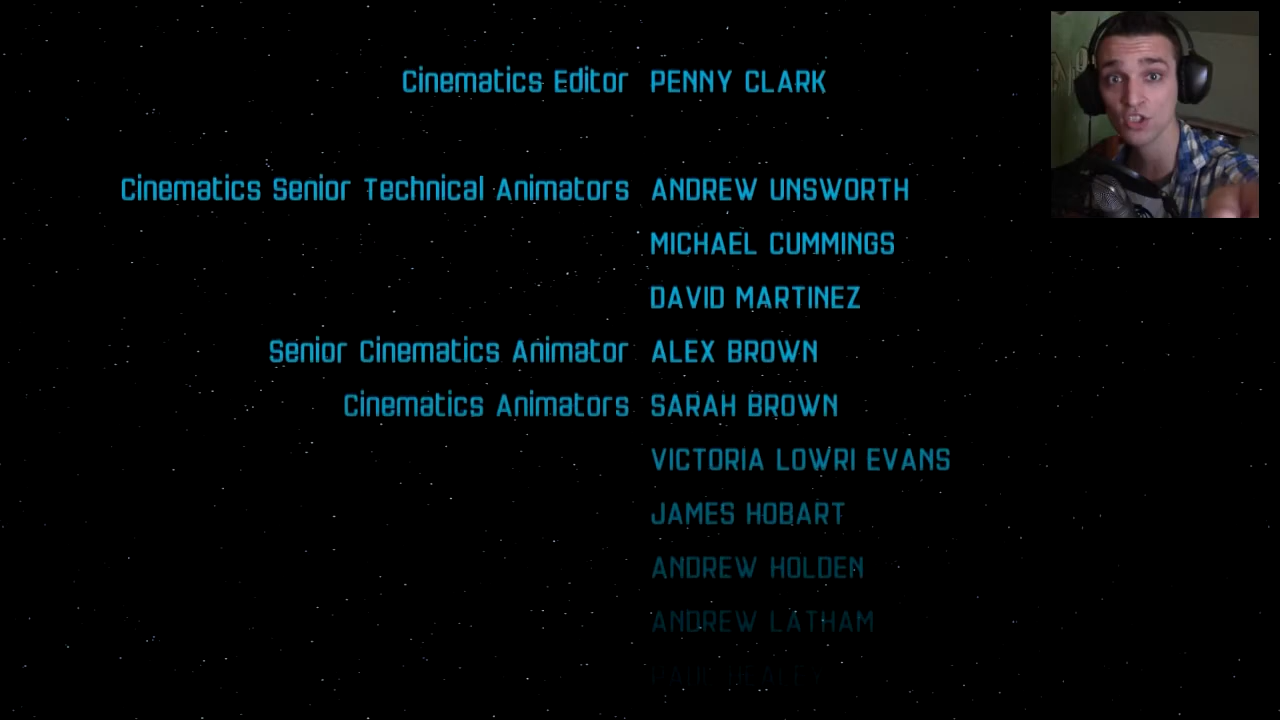 Cinematics Editor PENNY CLARK
Cinematics Senior Technical Animators ANDREW UNSWORTH
MICHAEL CUMMINGS
DAVID MARTINEZ
Senior Cinematics Animator ALEX BROWN
Cinematics Animators SARAH BROWN
VICTORIA LOWRI EVANS
JAMES HOBART
ANDREW HOLDEN
ANDREW LATHAM